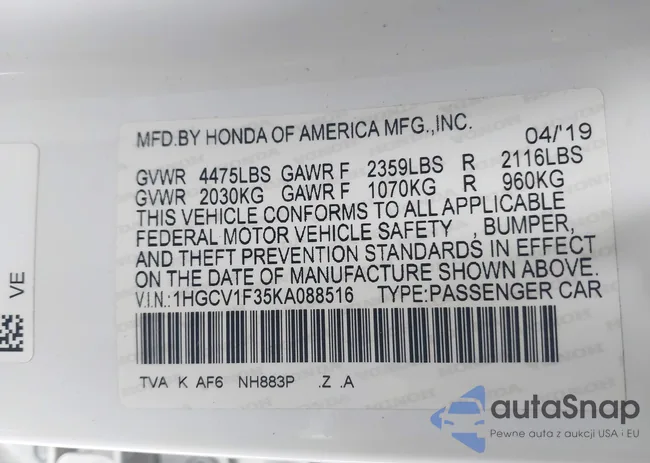 MFD.BY HONDA OF AMERICA MFG.,INC. 04/'19
GVWR 4475LBS GAWR F 2359LBS R 2116LBS
GVWR 2030KG GAWR F 1070KG R 960KG
THIS VEHICLE CONFORMS TO ALL APPLICABLE
FEDERAL MOTOR VEHICLE SAFETY , BUMPER,
AND THEFT PREVENTION STANDARDS IN EFFECT
ON THE DATE OF MANUFACTURE SHOWN ABOVE.
V.I.N.:1HGCV1F35KA088516 TYPE:PASSENGER CAR
TVA K AF6 NH883P .Z .A
VE
autaSnap
Pewne auta z aukcji USA i EU